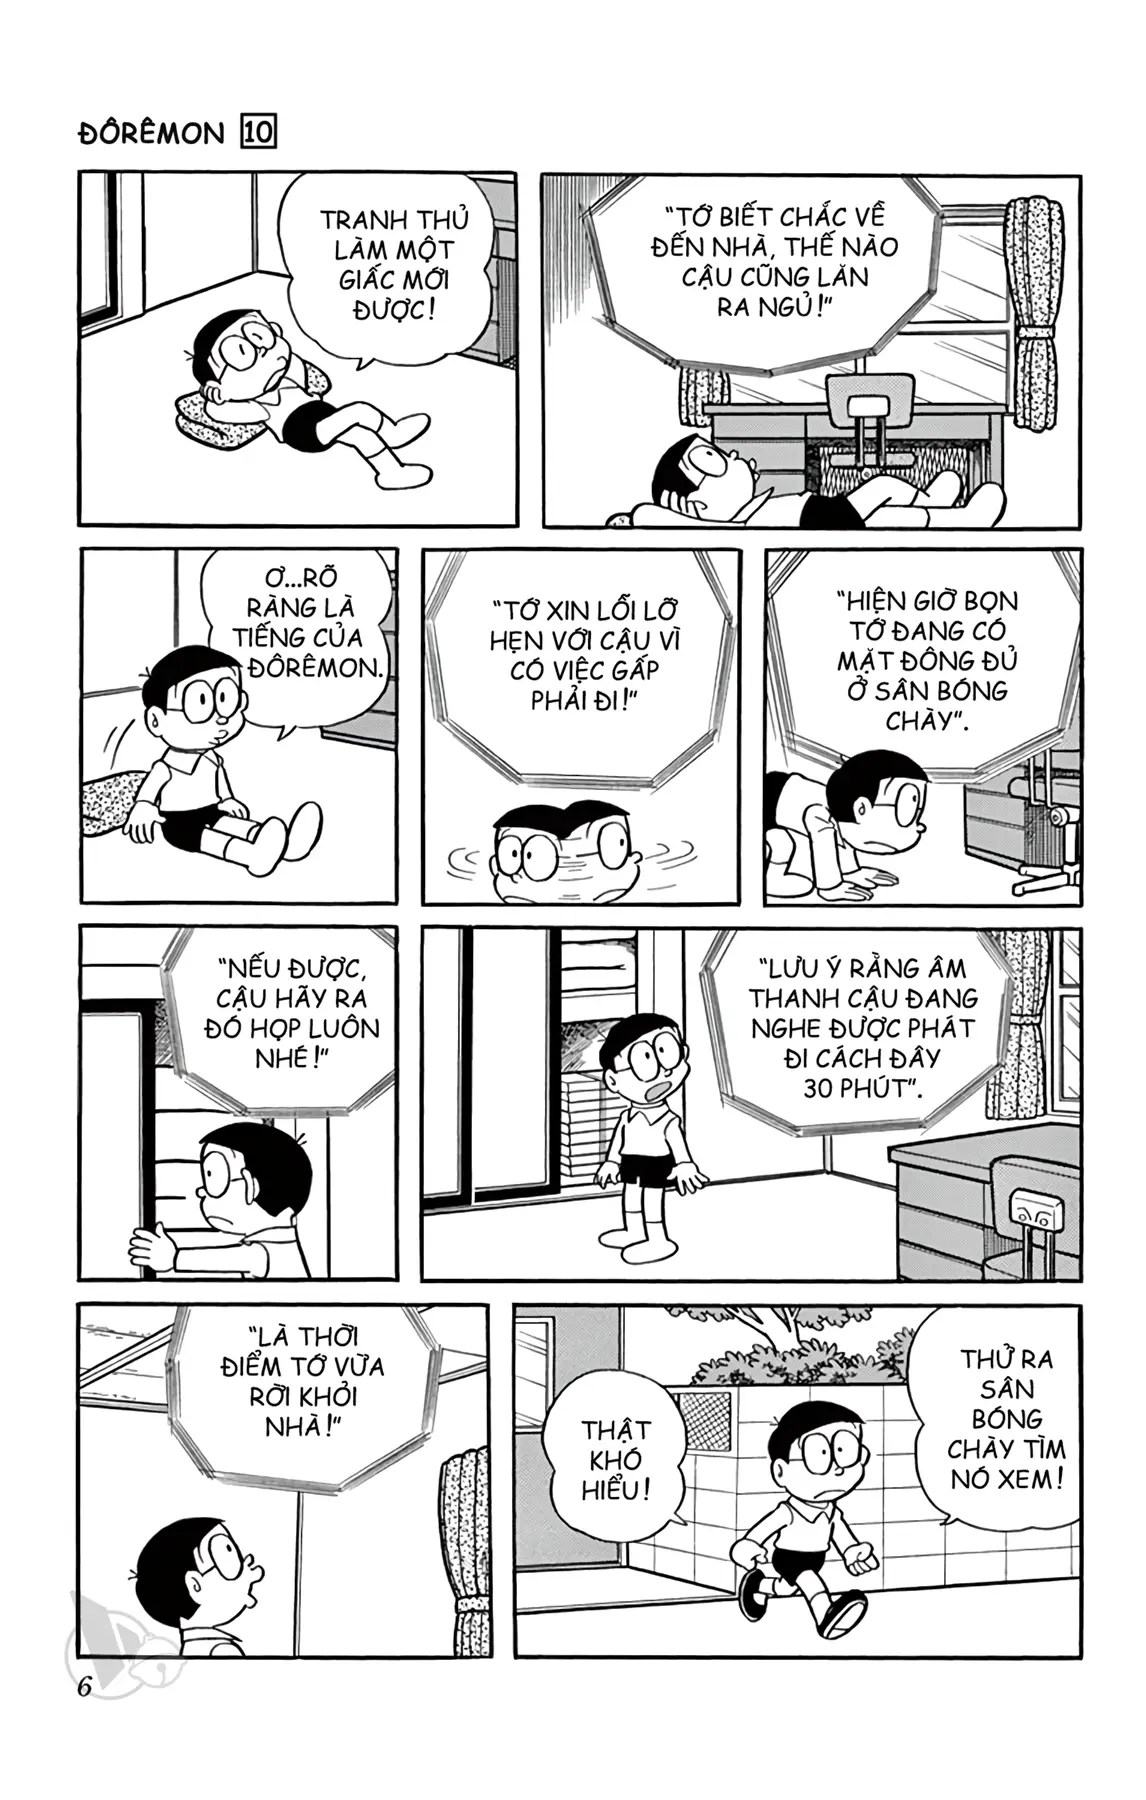 ĐÔRÊMON 10
TRANH THỦ
LÀM MỘT
GIẤC MỚI
ĐƯỢC!
"TỚ BIẾT CHẮC VỀ
ĐẾN NHÀ, THẾ NÀO
CẬU CŨNG LĂN
RA NGỦ!"
Ơ...RÕ
RÀNG LÀ
TIẾNG CỦA
ĐÔRÊMON.
"TỚ XIN LỖI LỠ
HẸN VỚI CẬU VÌ
CÓ VIỆC GẤP
PHẢI ĐI!"
"HIỆN GIỜ BỌN
TỚ ĐANG CÓ
MẶT ĐÔNG ĐỦ
Ở SÂN BÓNG
CHÀY".
"NẾU ĐƯỢC,
CẬU HÃY RA
ĐÓ HỌP LUÔN
NHÉ!"
"LƯU Ý RẰNG ÂM
THANH CẬU ĐANG
NGHE ĐƯỢC PHÁT
ĐI CÁCH ĐÂY
30 PHÚT".
"LÀ THỜI
ĐIỂM TỚ VỪA
RỜI KHỎI
NHÀ!"
THẬT
KHÓ
HIỂU!
THỬ RA
SÂN
BÓNG
CHÀY TÌM
NÓ XEM!
6